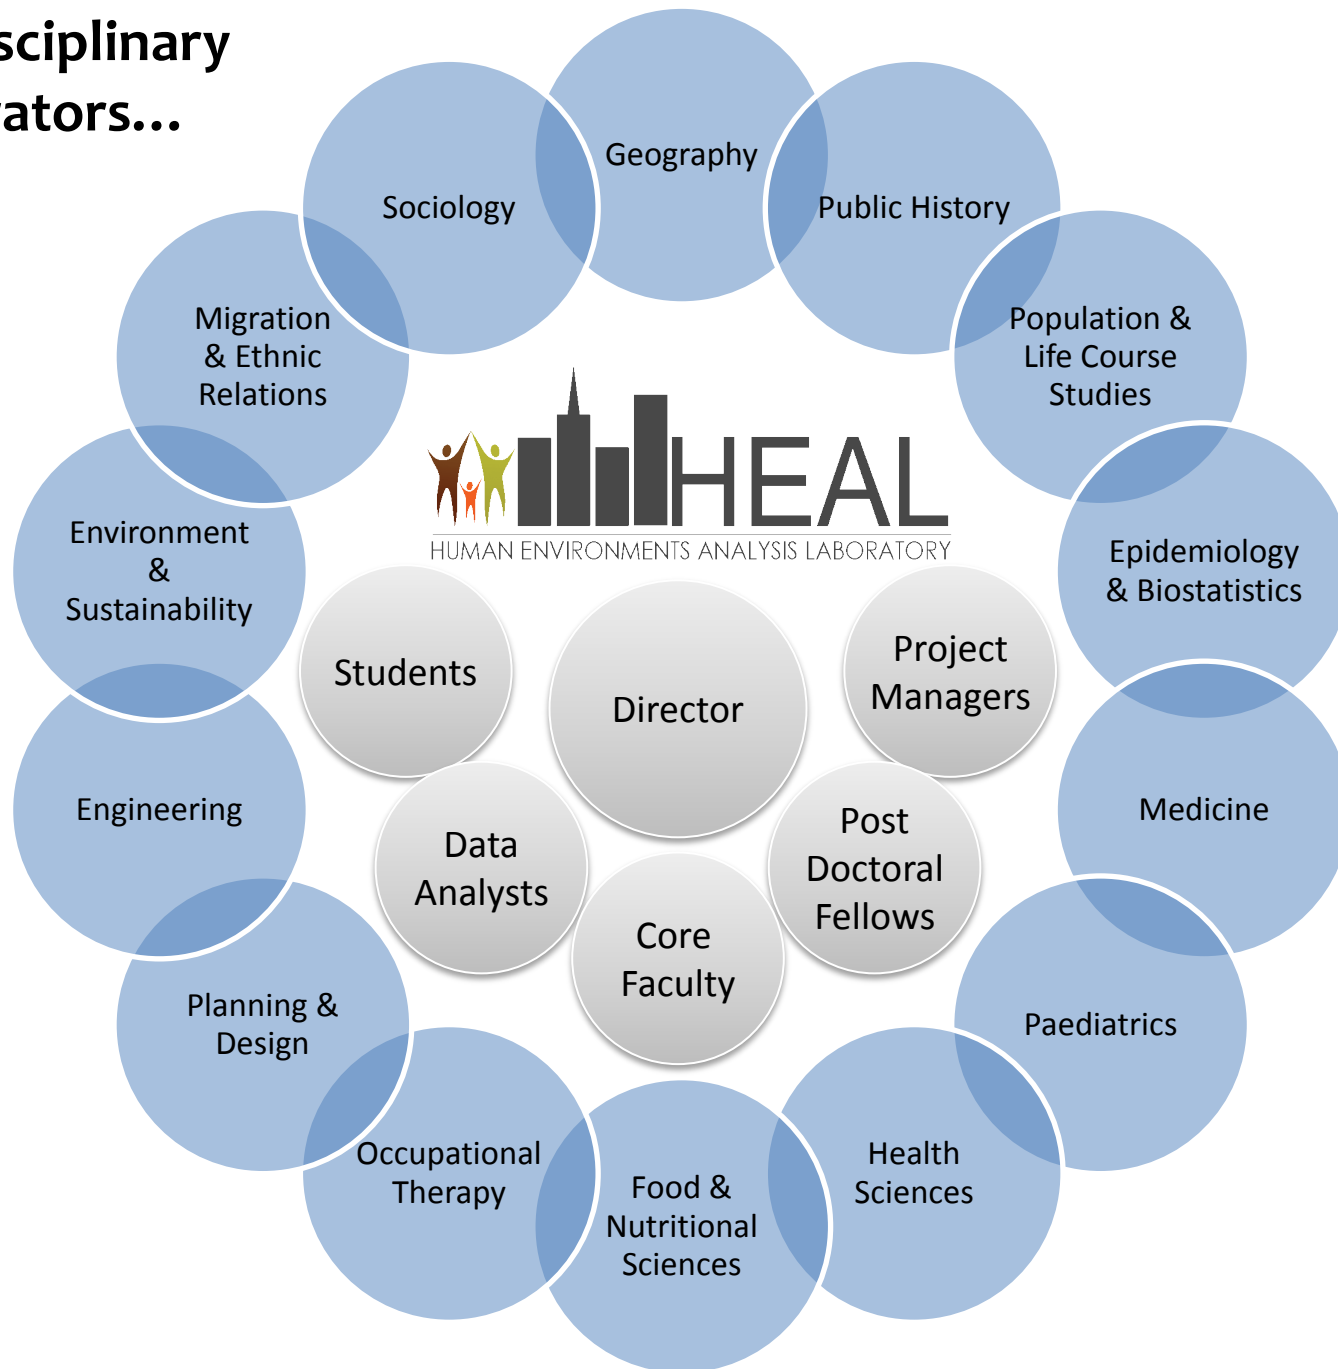 sciplinary
rators...
Geography
Sociology
Public History
Migration
& Ethnic
Relations
Population &
Life Course
Studies
HEAL
HUMAN ENVIRONMENTS ANALYSIS LABORATORY
Environment
&
Sustainability
Epidemiology
& Biostatistics
Students
Director
Project
Managers
Engineering
Medicine
Data
Analysts
Post
Doctoral
Fellows
Core
Faculty
Planning &
Design
Paediatrics
Occupational
Therapy
Food &
Nutritional
Sciences
Health
Sciences